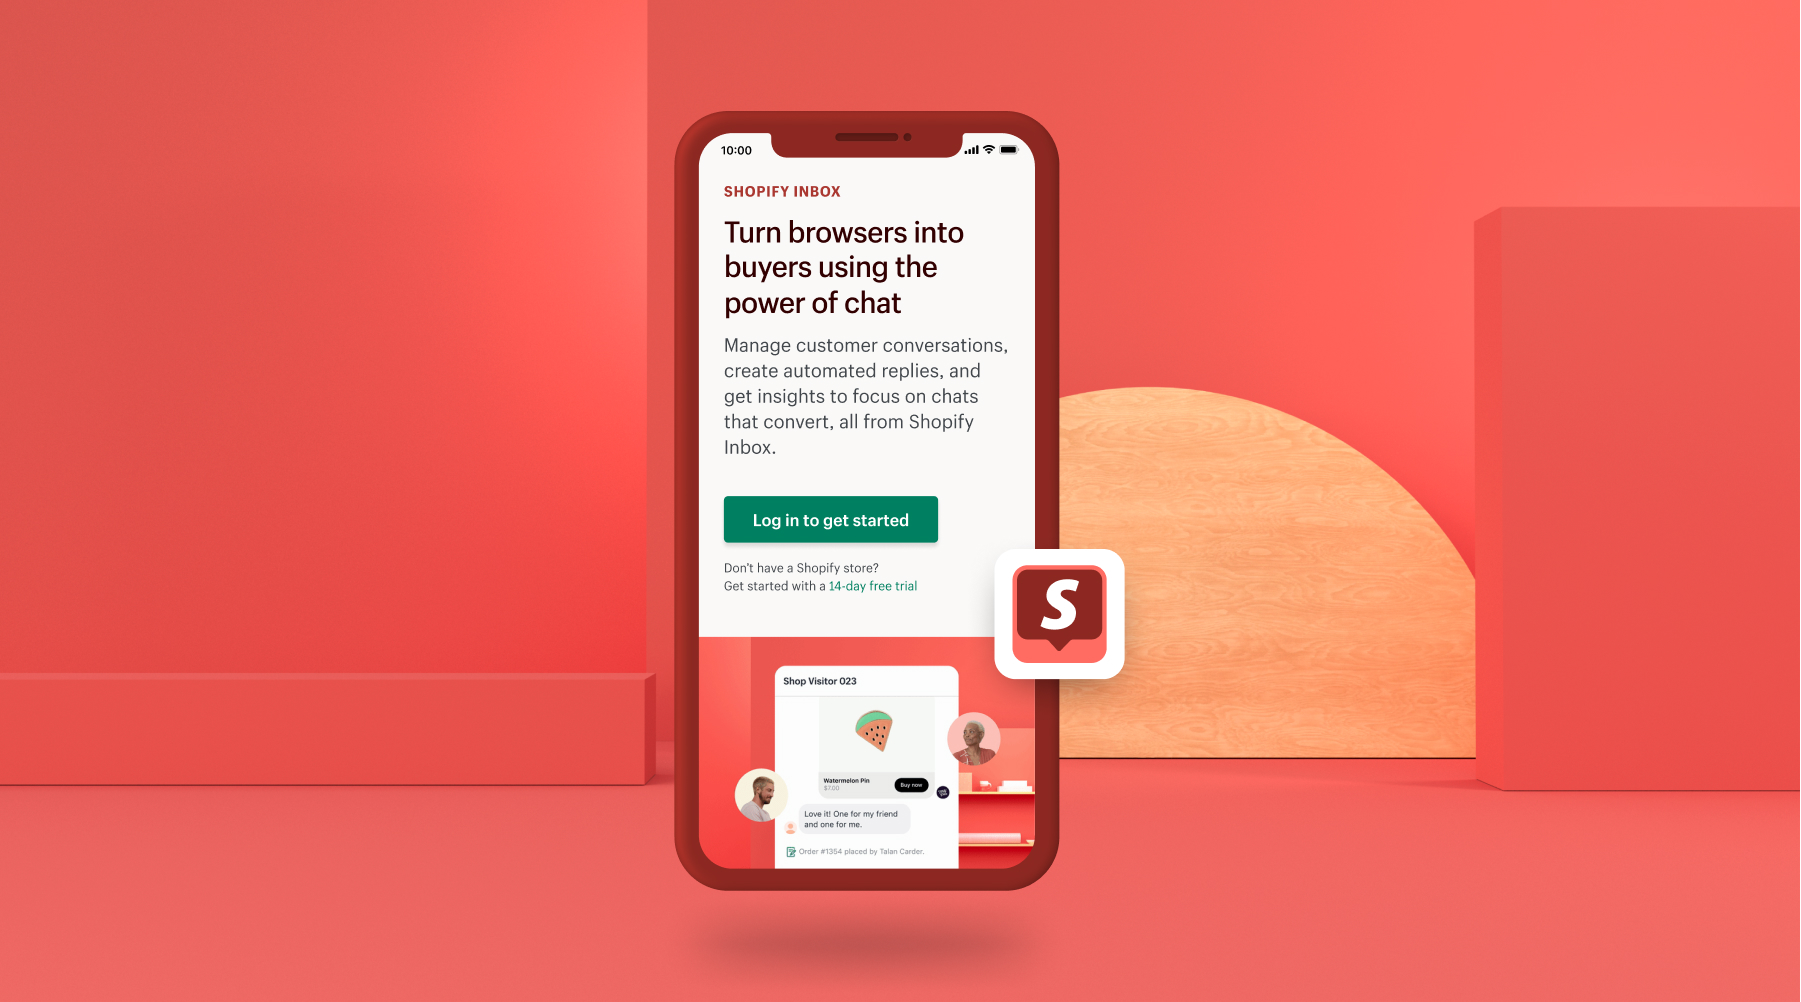 10:00
SHOPIFY INBOX
Turn browsers into
buyers using the
power of chat
Manage customer conversations,
create automated replies, and
get insights to focus on chats
that convert, all from Shopify
Inbox.
Log in to get started
Don't have a Shopify store?
Get started with a 14-day free trial
S
Shop Visitor 023
Watermelon Pin
$7.00
Buy now
Love it! One for my friend
and one for me.
Order #1354 placed by Talan Carder.